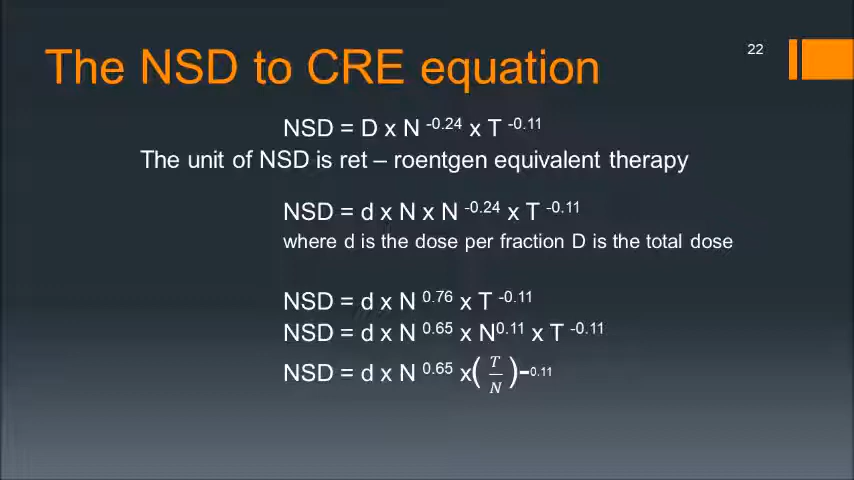 22
The NSD to CRE equation
NSD = D x N ⁻⁰·²⁴ x T ⁻⁰·¹¹
The unit of NSD is ret – roentgen equivalent therapy
NSD = d x N x N ⁻⁰·²⁴ x T ⁻⁰·¹¹
where d is the dose per fraction D is the total dose
NSD = d x N ⁰·⁷⁶ x T ⁻⁰·¹¹
NSD = d x N ⁰·⁶⁵ x N⁰·¹¹ x T ⁻⁰·¹¹
NSD = d x N ⁰·⁶⁵ x(T/N)⁻⁰·¹¹